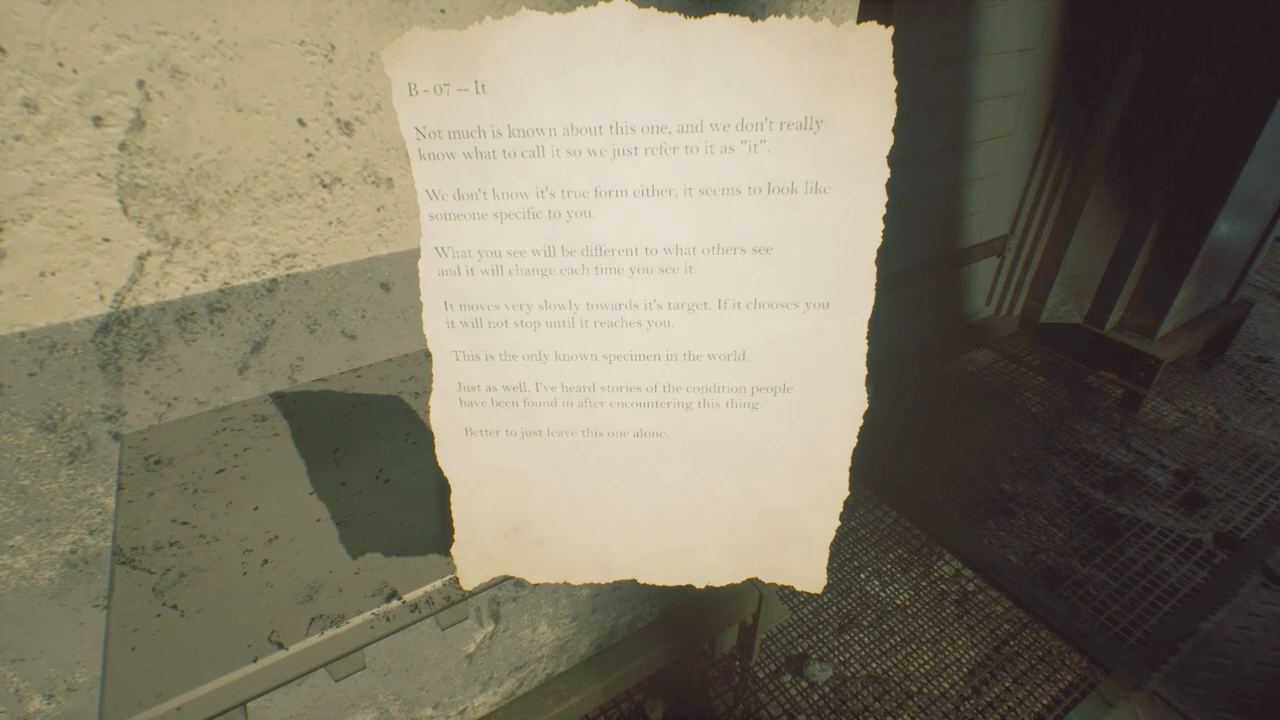 B - 07 – It
Not much is known about this one, and we don't really
know what to call it so we just refer to it as "it".
We don't know it's true form either, it seems to look like
someone specific to you.
What you see will be different to what others see
and it will change each time you see it.
It moves very slowly towards it's target. If it chooses you
it will not stop until it reaches you.
This is the only known specimen in the world.
Just as well. I've heard stories of the condition people
have been found in after encountering this thing.
Better to just leave this one alone.